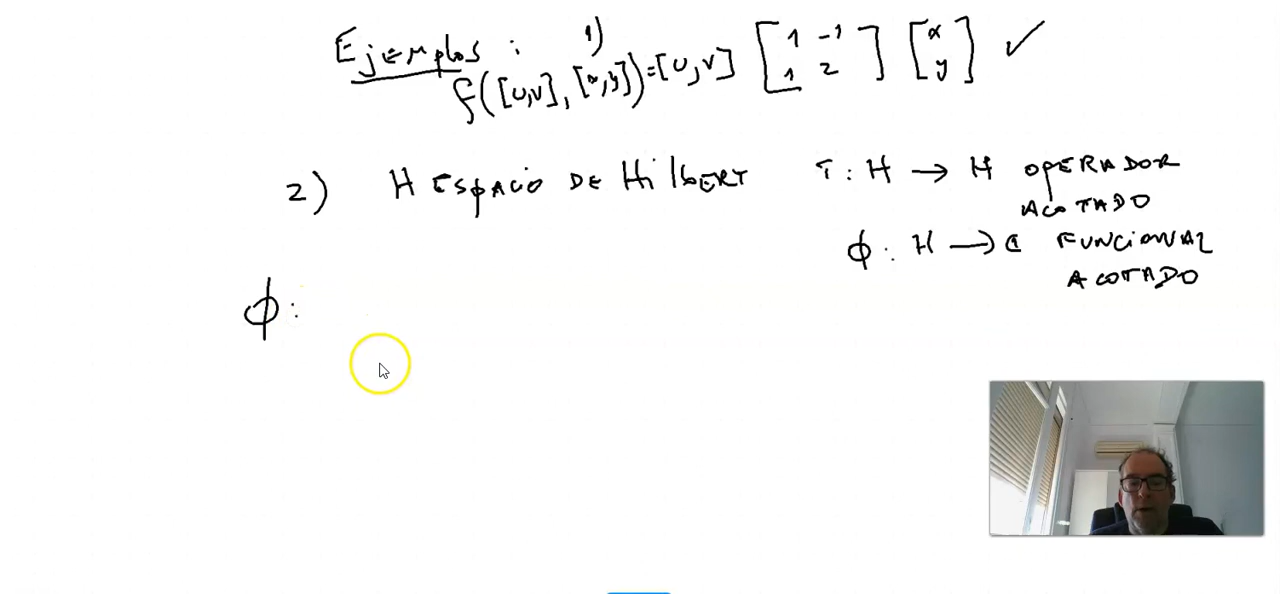 Ejemplos : 1)
f([u,v], [x,y]) = [u,v] [1 -1 1 2] [x y] ✓
2) H ESPACIO DE HilbERT T : H → H OPERADOR
ACOTADO
ϕ : H → ℂ FUNCIONAL
ACOTADO
ϕ :